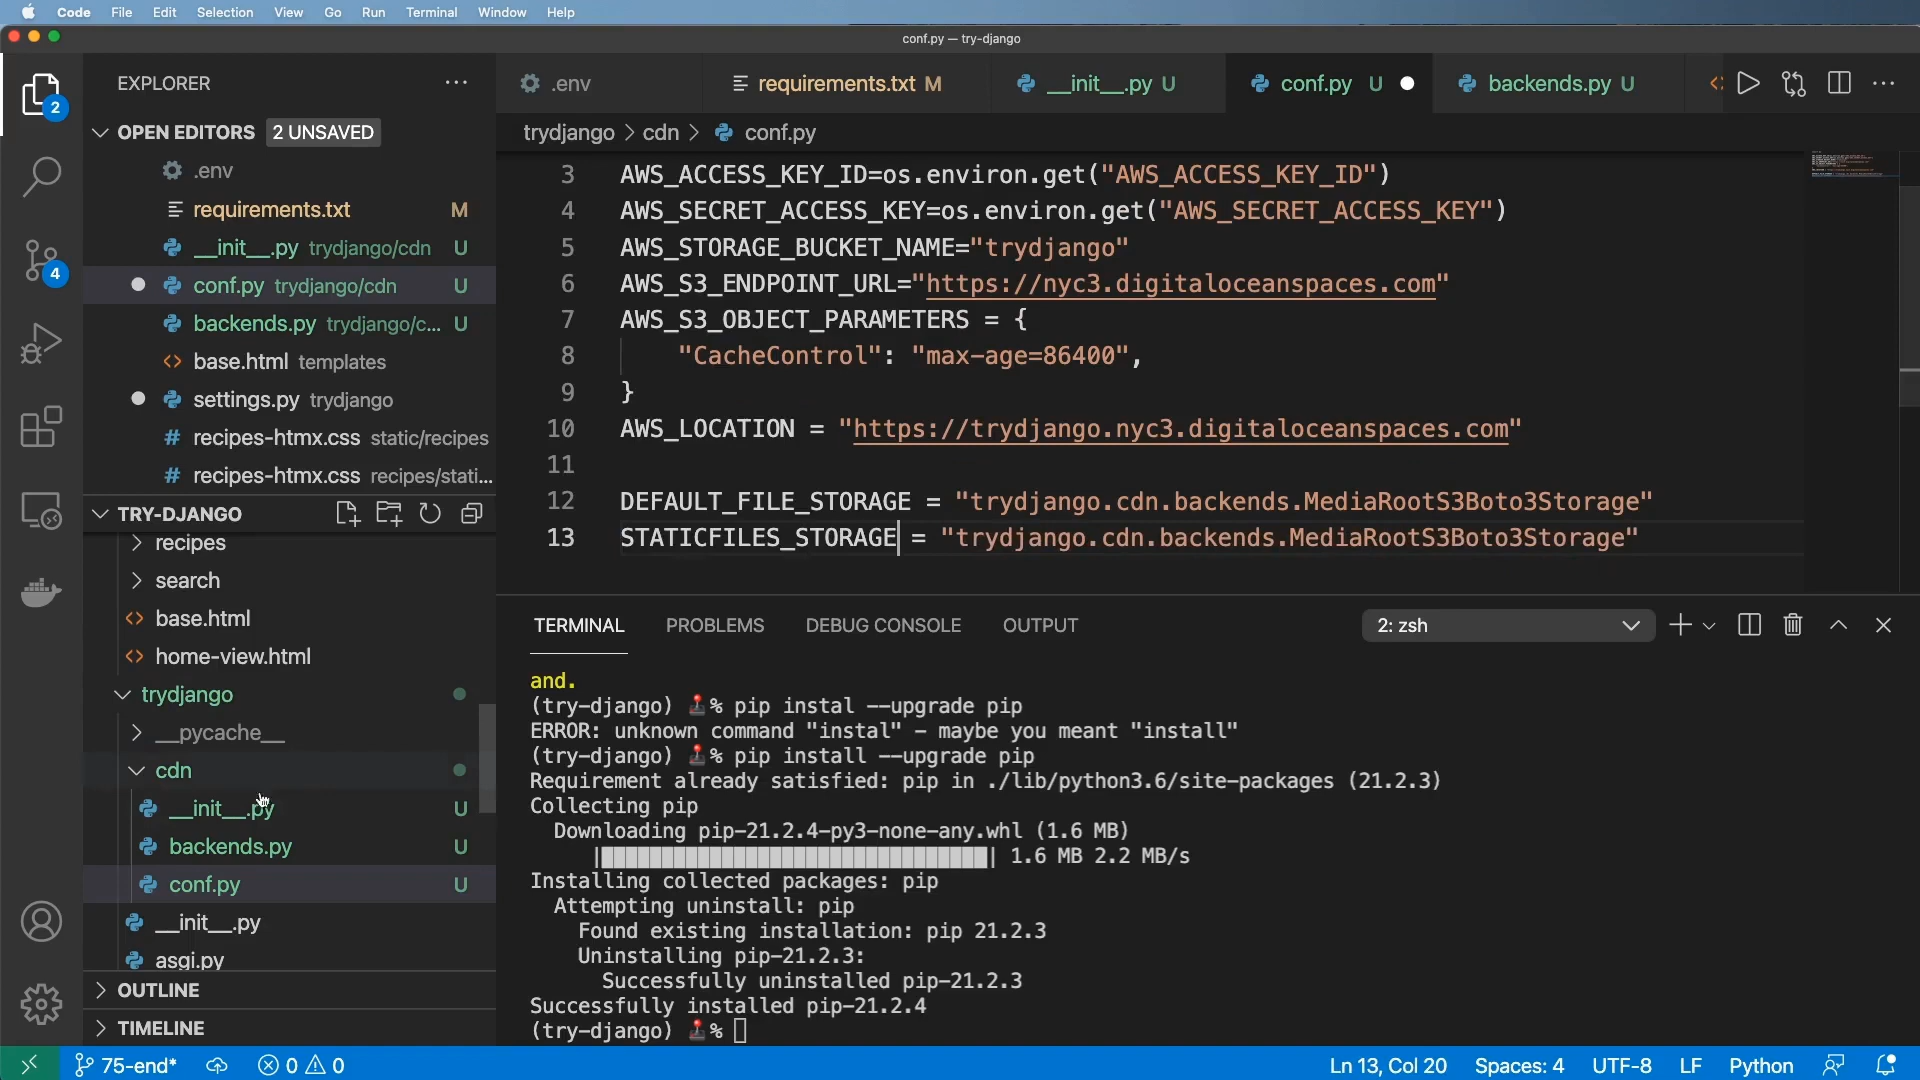 Code File Edit Selection View Go Run Terminal Window Help
conf.py — try-django
EXPLORER
2
OPEN EDITORS 2 UNSAVED
.env
requirements.txt M
__init__.py trydjango/cdn U
conf.py trydjango/cdn U
backends.py trydjango/c... U
base.html templates
settings.py trydjango
recipes-htmx.css static/recipes
recipes-htmx.css recipes/stati...
4
TRY-DJANGO
recipes
search
base.html
home-view.html
trydjango
__pycache__
cdn
__init__.py U
backends.py U
conf.py U
__init__.py
asgi.py
OUTLINE
TIMELINE
.env
requirements.txt M
__init__.py U
conf.py U
backends.py U
trydjango > cdn > conf.py
3 AWS_ACCESS_KEY_ID=os.environ.get("AWS_ACCESS_KEY_ID")
4 AWS_SECRET_ACCESS_KEY=os.environ.get("AWS_SECRET_ACCESS_KEY")
5 AWS_STORAGE_BUCKET_NAME="trydjango"
6 AWS_S3_ENDPOINT_URL="https://nyc3.digitaloceanspaces.com"
7 AWS_S3_OBJECT_PARAMETERS = {
8 "CacheControl": "max-age=86400",
9 }
10 AWS_LOCATION = "https://trydjango.nyc3.digitaloceanspaces.com"
11
12 DEFAULT_FILE_STORAGE = "trydjango.cdn.backends.MediaRootS3Boto3Storage"
13 STATICFILES_STORAGE = "trydjango.cdn.backends.MediaRootS3Boto3Storage"
TERMINAL PROBLEMS DEBUG CONSOLE OUTPUT 2: zsh
and.
(try-django) 🕹% pip instal --upgrade pip
ERROR: unknown command "instal" - maybe you meant "install"
(try-django) 🕹% pip install --upgrade pip
Requirement already satisfied: pip in ./lib/python3.6/site-packages (21.2.3)
Collecting pip
Downloading pip-21.2.4-py3-none-any.whl (1.6 MB)
|████████████████████████████████| 1.6 MB 2.2 MB/s
Installing collected packages: pip
Attempting uninstall: pip
Found existing installation: pip 21.2.3
Uninstalling pip-21.2.3:
Successfully uninstalled pip-21.2.3
Successfully installed pip-21.2.4
(try-django) 🕹%
75-end* 0 0 Ln 13, Col 20 Spaces: 4 UTF-8 LF Python